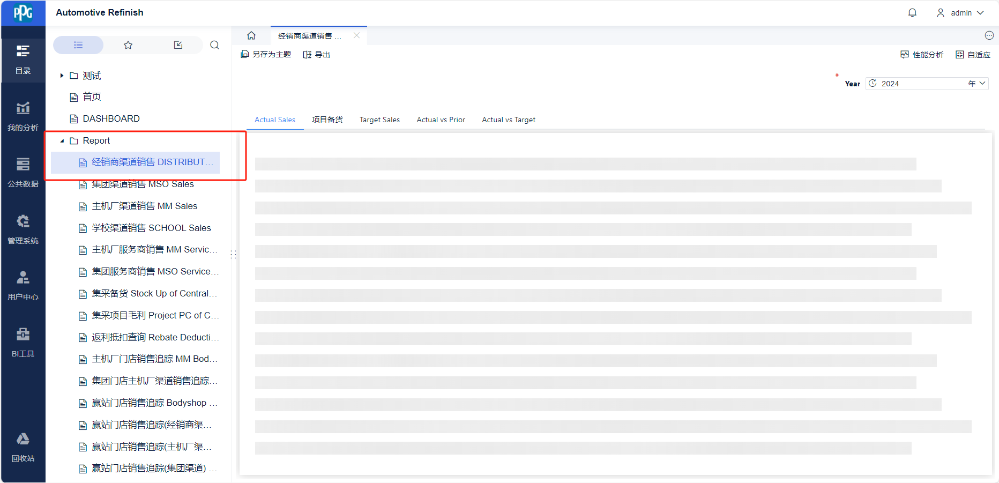 PPG
Automotive Refinish
admin
目录
我的分析
公共数据
管理系统
用户中心
BI工具
回收站
测试
首页
DASHBOARD
Report
经销商渠道销售 DISTRIBUT...
集团渠道销售 MSO Sales
主机厂渠道销售 MM Sales
学校渠道销售 SCHOOL Sales
主机厂服务商销售 MM Servic...
集团服务商销售 MSO Service...
集采备货 Stock Up of Central...
集采项目毛利 Project PC of C...
返利抵扣查询 Rebate Deducti...
主机厂门店销售追踪 MM Bod...
集团门店主机厂渠道销售追踪...
赢站门店销售追踪 Bodyshop ...
赢站门店销售追踪(经销商渠...
赢站门店销售追踪(主机厂渠...
赢站门店销售追踪(集团渠道) ...
经销商渠道销售 ...
另存为主题 导出
性能分析 自适应
* Year 2024 年
Actual Sales 项目备货 Target Sales Actual vs Prior Actual vs Target